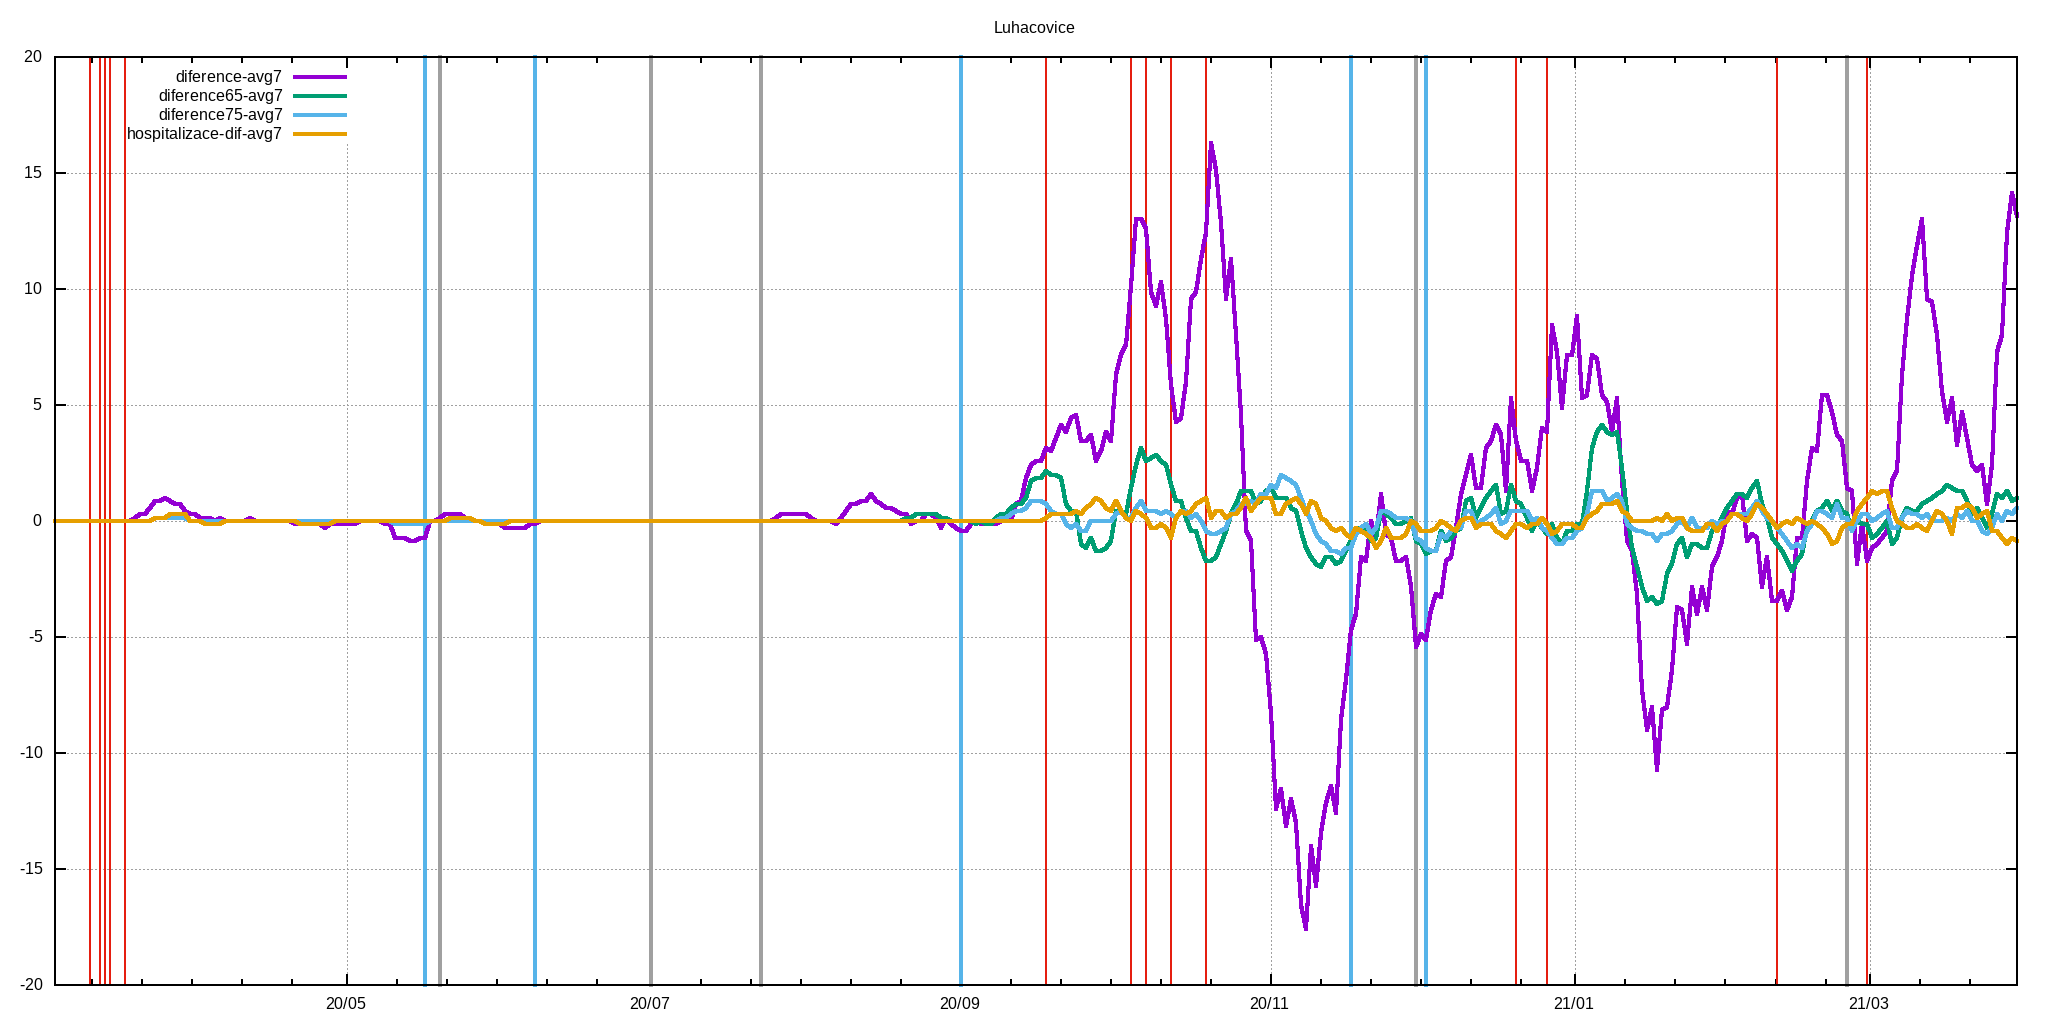 Luhacovice
20
diference-avg7
diference65-avg7
diference75-avg7
hospitalizace-dif-avg7
15
10
5
0
-5
-10
-15
-20
20/05 20/07 20/09 20/11 21/01 21/03